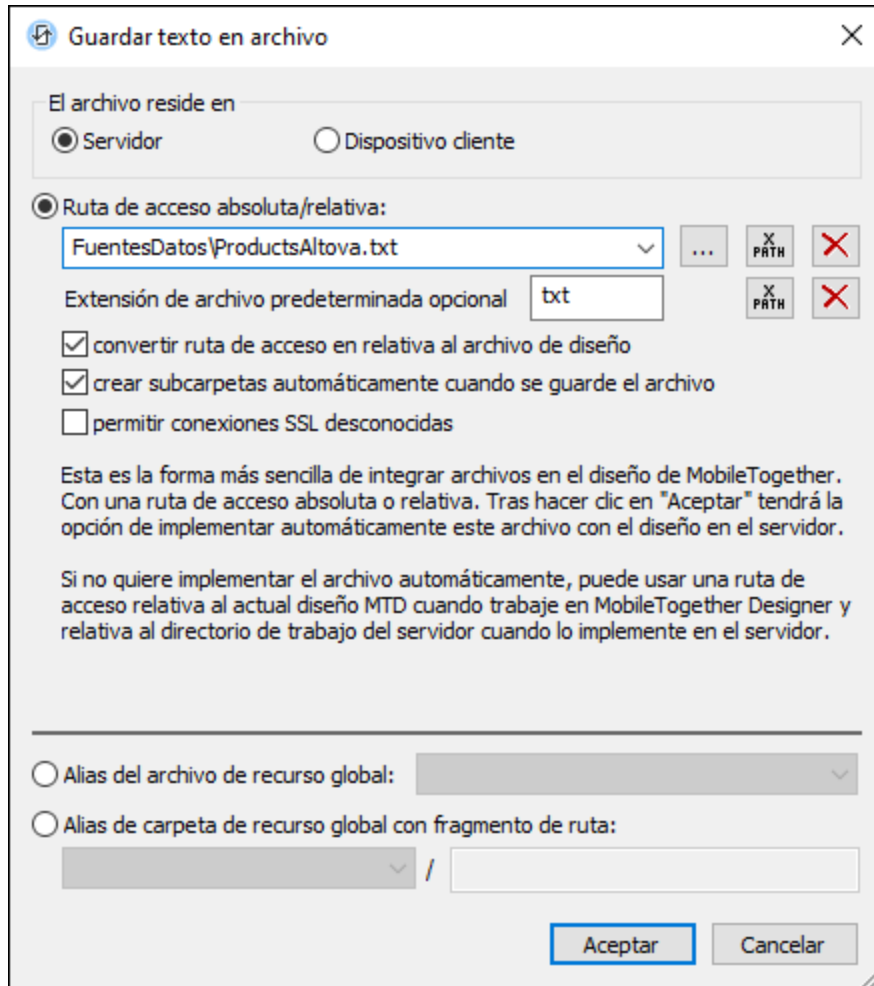 Guardar texto en archivo
El archivo reside en
Servidor
Dispositivo cliente
Ruta de acceso absoluta/relativa:
FuentesDatos\ProductsAltova.txt
...
X
PATH
Extensión de archivo predeterminada opcional
txt
X
PATH
convertir ruta de acceso en relativa al archivo de diseño
crear subcarpetas automáticamente cuando se guarde el archivo
permitir conexiones SSL desconocidas
Esta es la forma más sencilla de integrar archivos en el diseño de MobileTogether.
Con una ruta de acceso absoluta o relativa. Tras hacer clic en "Aceptar" tendrá la
opción de implementar automáticamente este archivo con el diseño en el servidor.
Si no quiere implementar el archivo automáticamente, puede usar una ruta de
acceso relativa al actual diseño MTD cuando trabaje en MobileTogether Designer y
relativa al directorio de trabajo del servidor cuando lo implemente en el servidor.
Alias del archivo de recurso global:
Alias de carpeta de recurso global con fragmento de ruta:
/
Aceptar
Cancelar